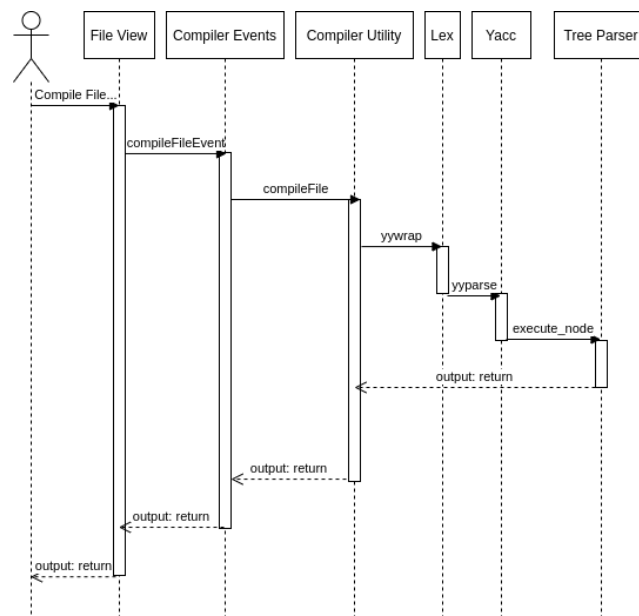 File View
Compiler Events
Compiler Utility
Lex
Yacc
Tree Parser
Compile File...
compileFileEvent
compileFile
yywrap
yyparse
execute_node
output: return
output: return
output: return
output: return